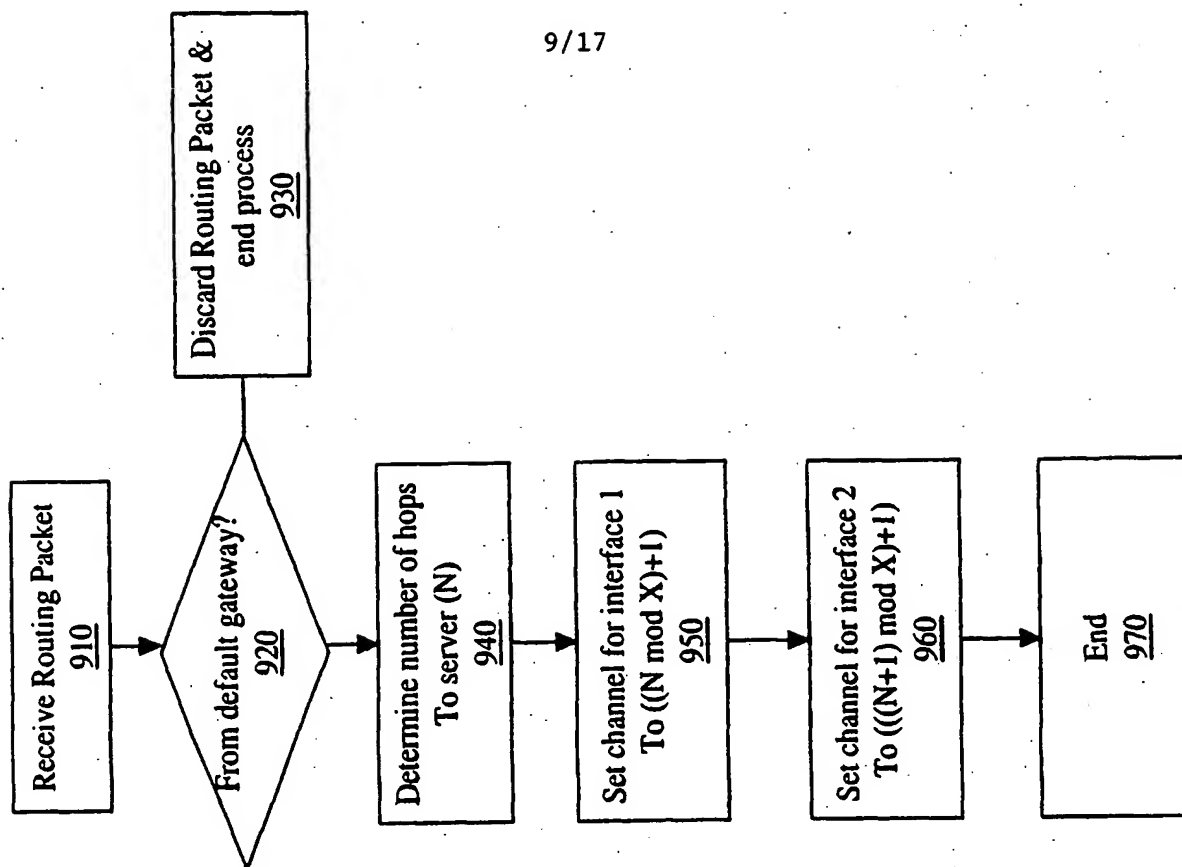 9/17
Receive Routing Packet
910
From default gateway?
920
Discard Routing Packet &
end process
930
Determine number of hops
To server (N)
940
Set channel for interface 1
To ((N mod X)+1)
950
Set channel for interface 2
To (((N+1) mod X)+1)
960
End
970